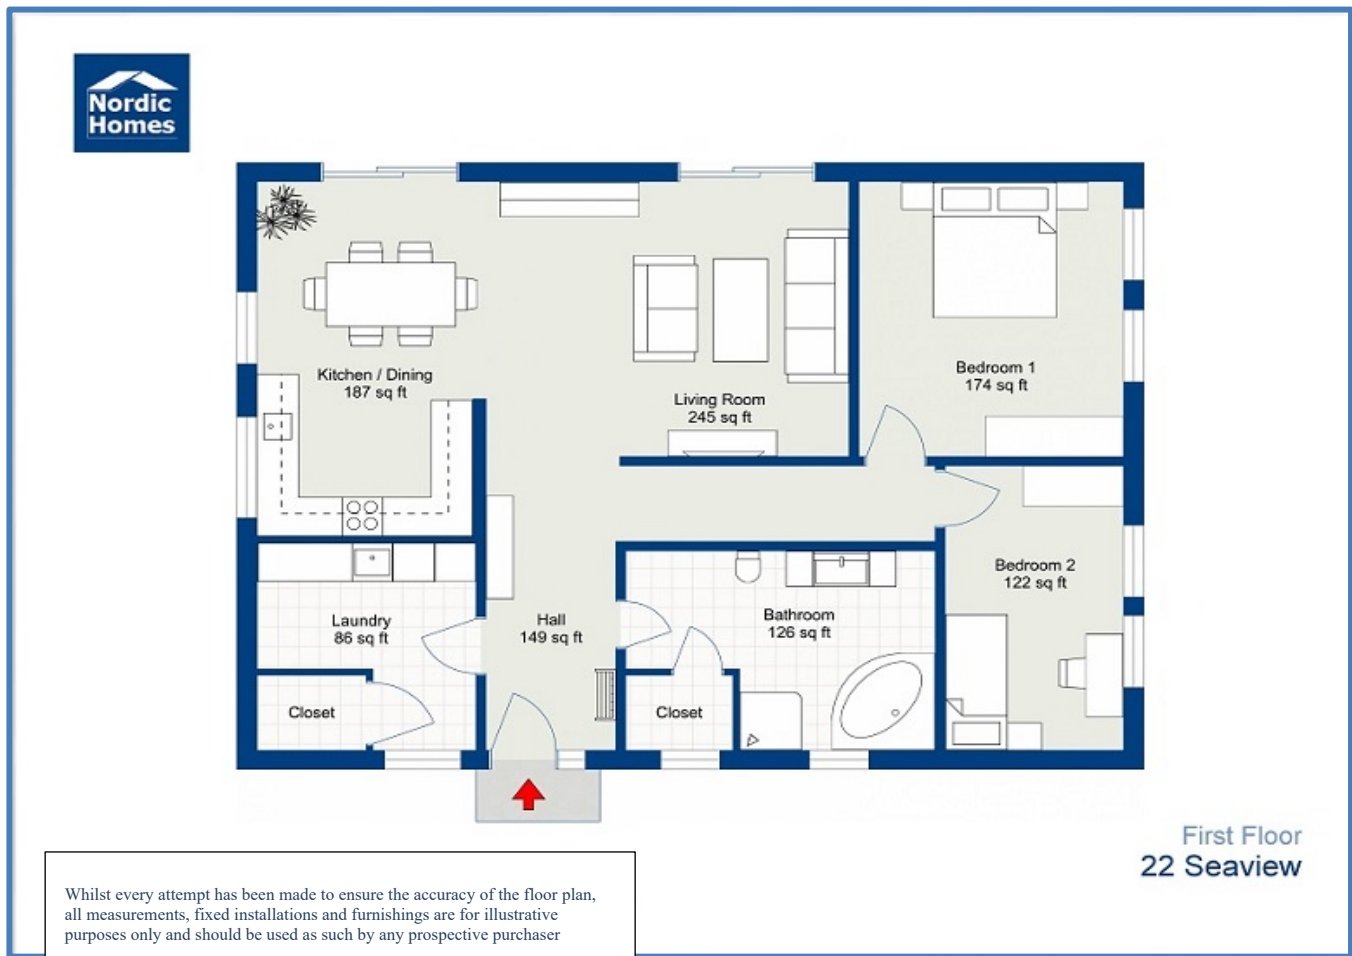 Nordic
Homes
Kitchen / Dining
187 sq ft
Living Room
245 sq ft
Bedroom 1
174 sq ft
Bedroom 2
122 sq ft
Laundry
86 sq ft
Hall
149 sq ft
Bathroom
126 sq ft
Closet
Closet
First Floor
22 Seaview
Whilst every attempt has been made to ensure the accuracy of the floor plan,
all measurements, fixed installations and furnishings are for illustrative
purposes only and should be used as such by any prospective purchaser